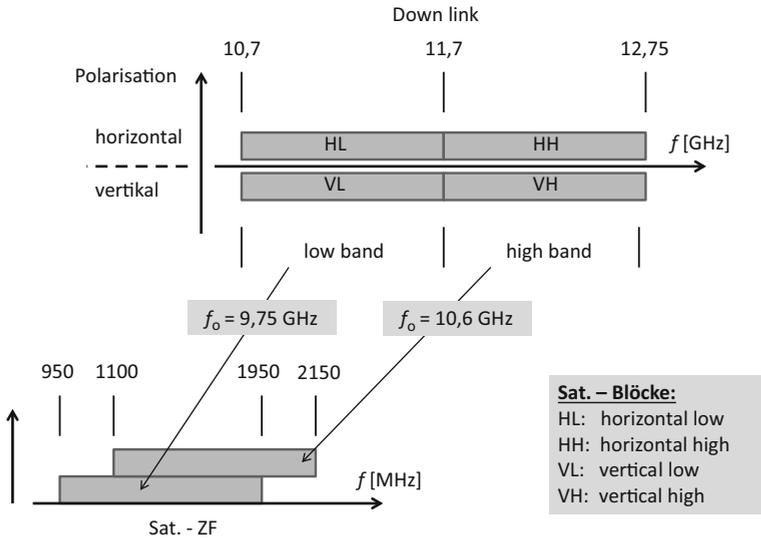 Down link
10,7 11,7 12,75
Polarisation
horizontal HL HH f [GHz]
vertikal VL VH
low band high band
fo = 9,75 GHz fo = 10,6 GHz
950 1100 1950 2150
Sat. – Blöcke:
HL: horizontal low
HH: horizontal high
VL: vertical low
VH: vertical high
f [MHz]
Sat. - ZF